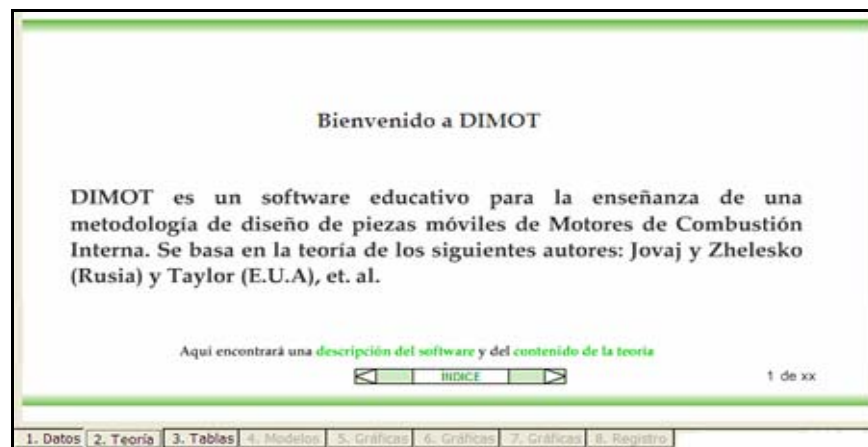 Bienvenido a DIMOT
DIMOT es un software educativo para la enseñanza de una
metodología de diseño de piezas móviles de Motores de Combustión
Interna. Se basa en la teoría de los siguientes autores: Jovaj y Zhelesko
(Rusia) y Taylor (E.U.A), et. al.
Aqui encontrará una descripción del software y del contenido de la teoría
INDICE
1 de xx
1. Datos 2. Teoría 3. Tablas 4. Modelos 5. Gráficas 6. Gráficas 7. Gráficas 8. Registro